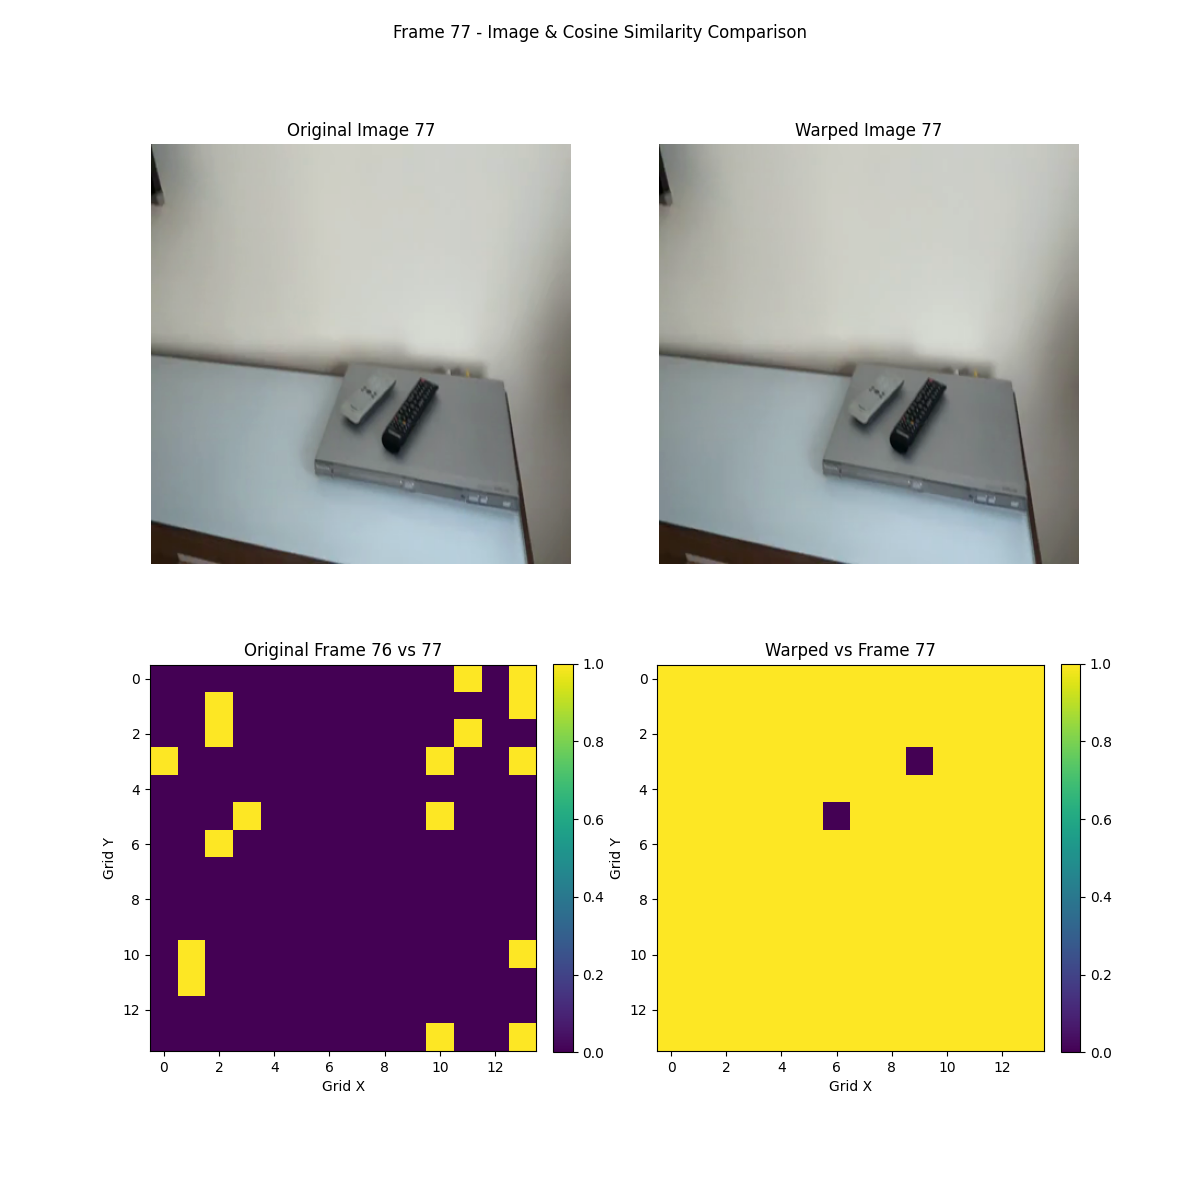 Frame 77 - Image & Cosine Similarity Comparison
Original Image 77
Warped Image 77
Original Frame 76 vs 77
Warped vs Frame 77
0
2
4
6
8
10
12
Grid Y
0 2 4 6 8 10 12
Grid X
1.0
0.8
0.6
0.4
0.2
0.0
0
2
4
6
8
10
12
Grid Y
0 2 4 6 8 10 12
Grid X
1.0
0.8
0.6
0.4
0.2
0.0